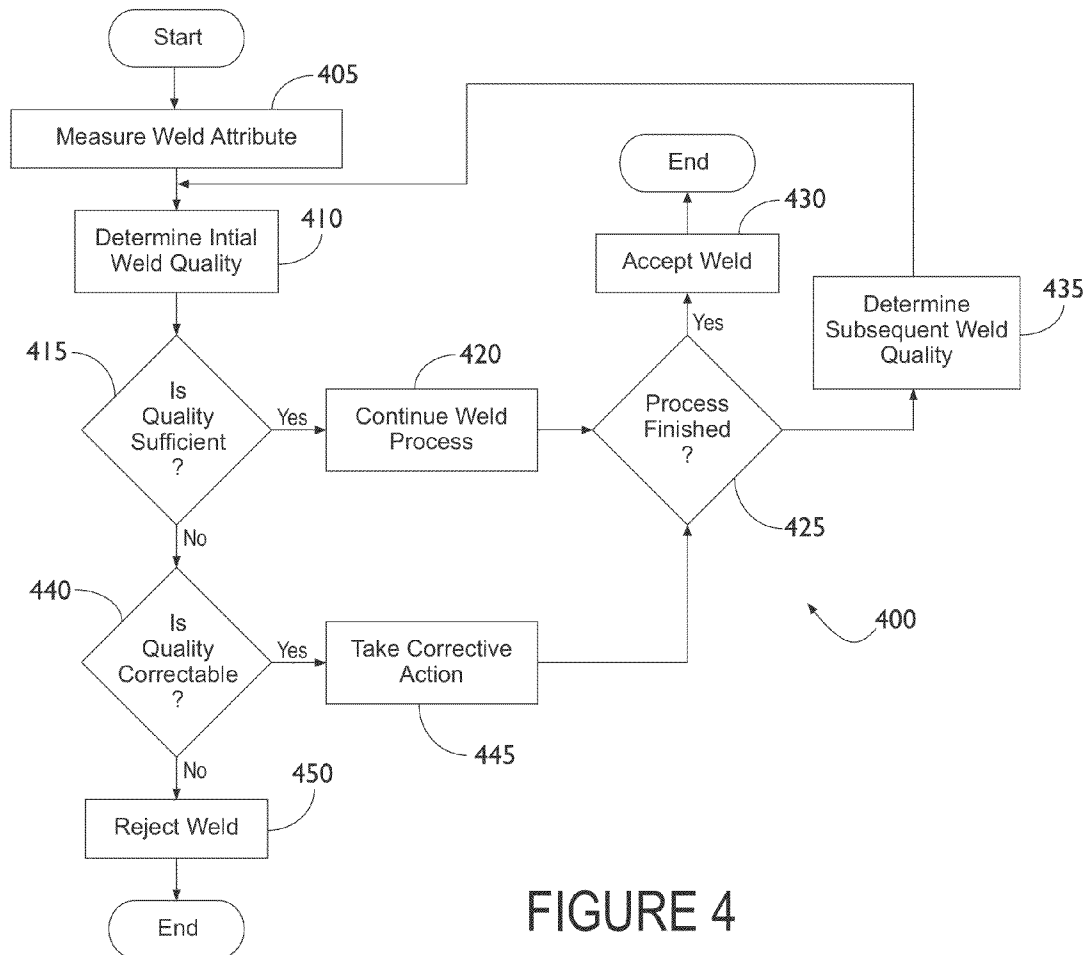 Start
405
Measure Weld Attribute
End
410
430
Determine Intial
Weld Quality
Accept Weld
435
Determine
Subsequent Weld
Quality
Yes
415
420
Is
Quality
Sufficient
?
Yes
Continue Weld
Process
Process
Finished
?
425
No
440
Is
Quality
Correctable
?
Yes
Take Corrective
Action
400
445
No
450
Reject Weld
End
FIGURE 4